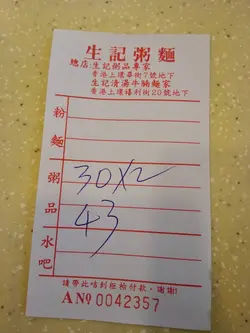 生記粥麵
總店:生記粥品專家
香港上環畢街7號地下
生記清湯牛腩麵家
香港上環禧利街20號地下
粉
麵
粥
品
水
吧
30X2
43
請帶此咭到柜枱付款,謝謝!
A № 0042357